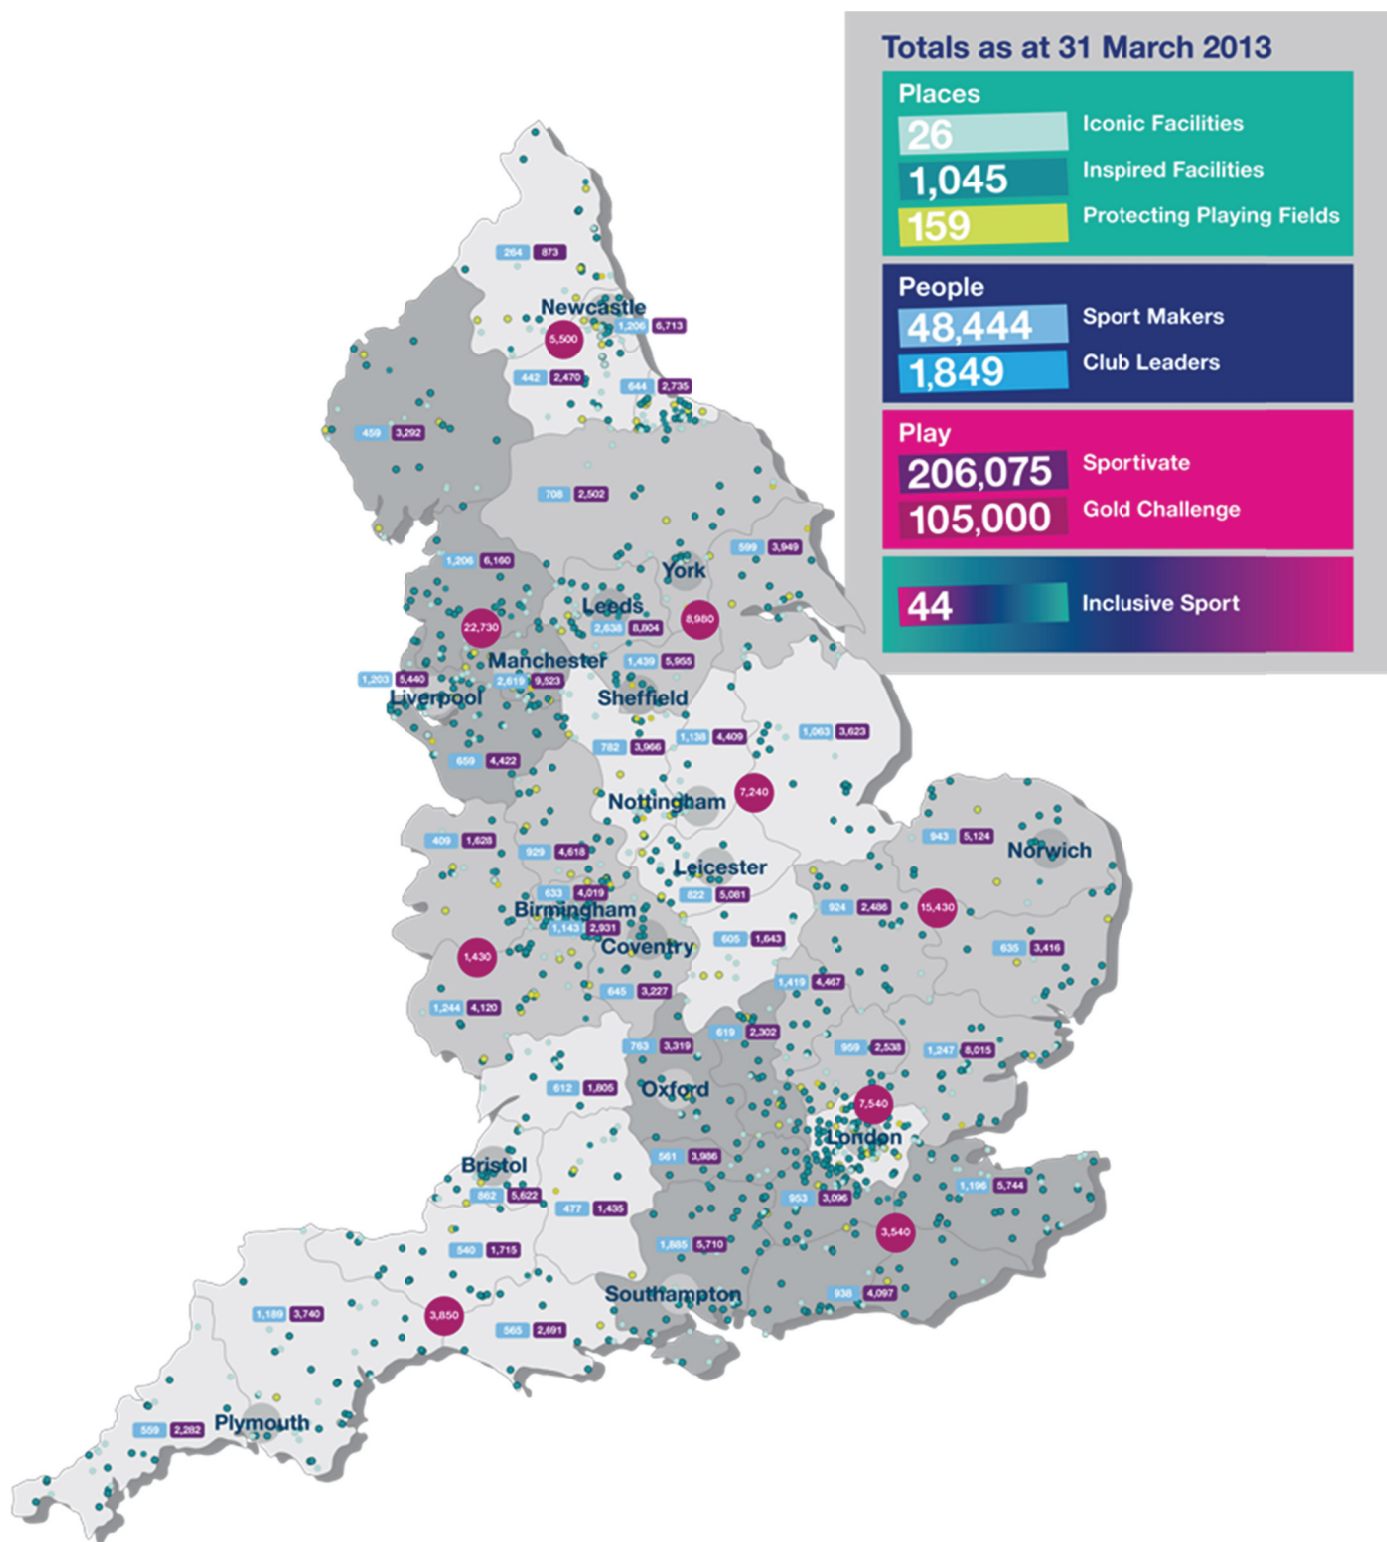 Totals as at 31 March 2013
Places
26 Iconic Facilities
1,045 Inspired Facilities
159 Protecting Playing Fields
People
48,444 Sport Makers
1,849 Club Leaders
Play
206,075 Sportivate
105,000 Gold Challenge
44 Inclusive Sport
264 873
Newcastle
1,206 6,713
5,500
442 2,470
644 2,735
459 3,292
708 2,502
599 3,949
1,206 6,160
York
Leeds
2,638 8,804
8,980
22,730
Manchester
1,439 5,955
1,203 5,440
2,619 9,523
Liverpool
Sheffield
1,063 3,623
1,138 4,409
782 3,966
659 4,422
7,240
Nottingham
409 1,628
943 5,124
929 4,618
Norwich
Leicester
633 4,019
822 5,081
924 2,486
15,430
Birmingham
1,143 2,931
605 1,643
Coventry
635 3,416
1,430
1,419 4,467
645 3,227
1,244 4,120
619 2,302
763 3,319
959 2,538
1,247 8,015
612 1,805
Oxford
7,540
London
561 3,986
Bristol
1,196 5,744
862 5,622
953 3,096
477 1,435
3,540
540 1,715
1,885 5,710
Southampton
938 4,097
1,189 3,740
3,850
565 2,691
Plymouth
559 2,282